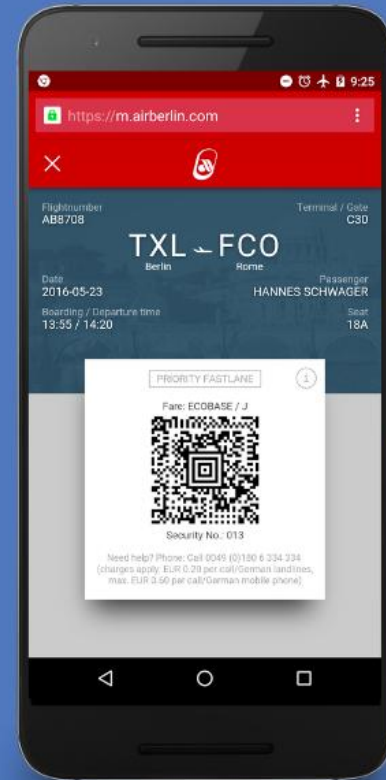 9:25
https://m.airberlin.com
Flightnumber
AB8708
Terminal / Gate
C30
TXL FCO
Berlin Rome
Date
2016-05-23
Passenger
HANNES SCHWAGER
Boarding / Departure time
13:55 / 14:20
Seat
18A
PRIORITY FASTLANE
Fare: ECOBASE / J
Security No.: 013
Need help? Phone: Call 0049 (0)180 6 334 334
(charges apply: EUR 0.20 per call/German landlines,
max. EUR 0.60 per call/German mobile phone)